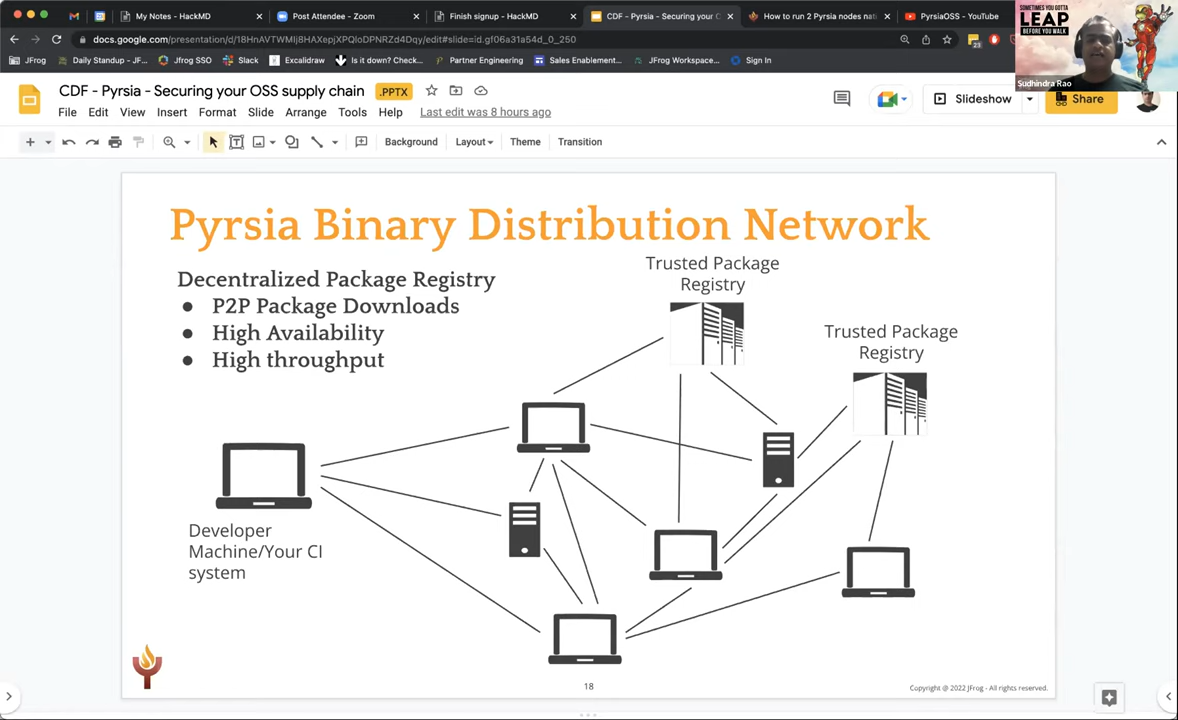 My Notes - HackMD
Post Attendee - Zoom
Finish signup - HackMD
CDF - Pyrsia - Securing your C
How to run 2 Pyrsia nodes nat
PyrsiaOSS - YouTube
docs.google.com/presentation/d/18HnAVTWMlj8HAXepjXPQloDPNRZd4Dqy/edit#slide=id.gf06a31a54d_0_250
23
JFrog
Daily Standup - JF...
Jfrog SSO
Slack
Excalidraw
Is it down? Check...
Partner Engineering
Sales Enablement...
JFrog Workspace...
Sign In
SOMETIMES YOU GOTTA
LEAP
BEFORE YOU WALK
Sudhindra Rao
CDF - Pyrsia - Securing your OSS supply chain
.PPTX
File Edit View Insert Format Slide Arrange Tools Help Last edit was 8 hours ago
Slideshow
Share
Background Layout Theme Transition
Pyrsia Binary Distribution Network
Decentralized Package Registry
● P2P Package Downloads
● High Availability
● High throughput
Trusted Package
Registry
Trusted Package
Registry
Developer
Machine/Your CI
system
18
Copyright @ 2022 JFrog - All rights reserved.